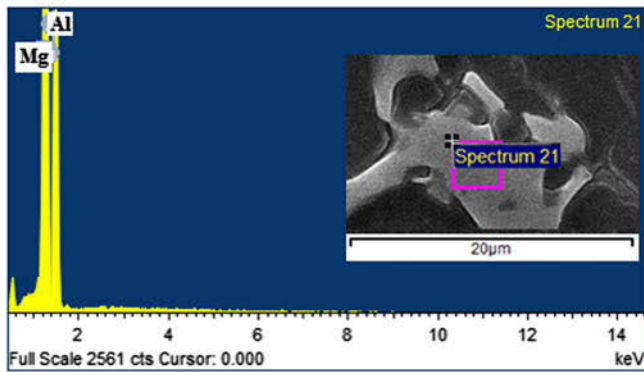 Spectrum 21
Al
Mg
Spectrum 21
20μm
2 4 6 8 10 12 14
Full Scale 2561 cts Cursor: 0.000 keV